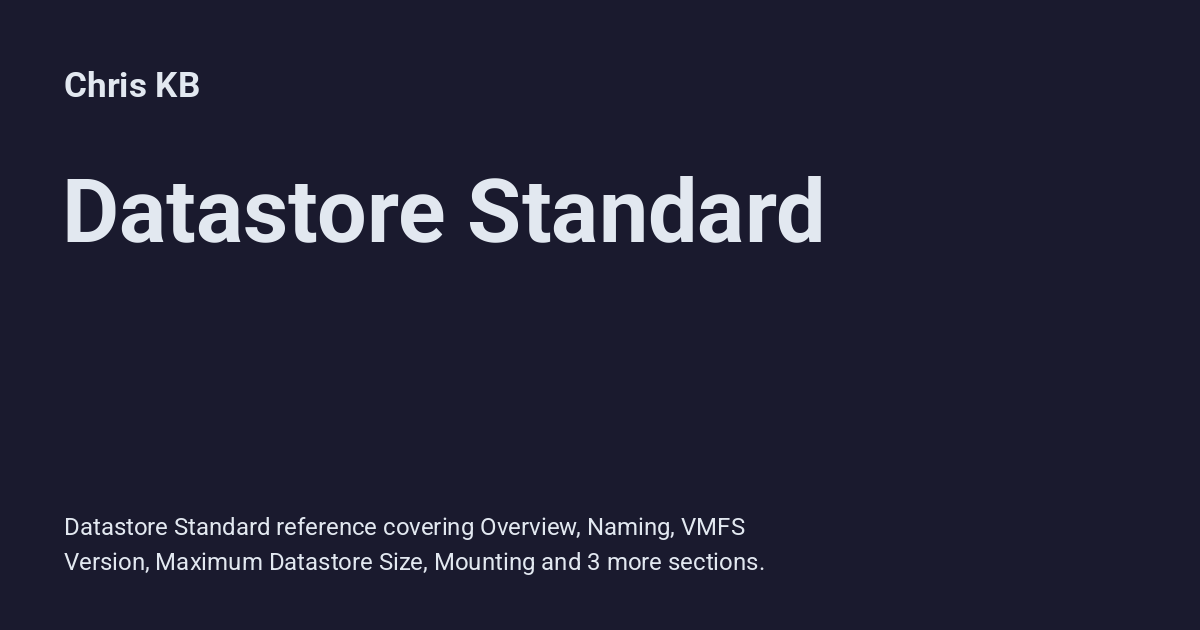 Chris KB
Datastore Standard
Datastore Standard reference covering Overview, Naming, VMFS
Version, Maximum Datastore Size, Mounting and 3 more sections.